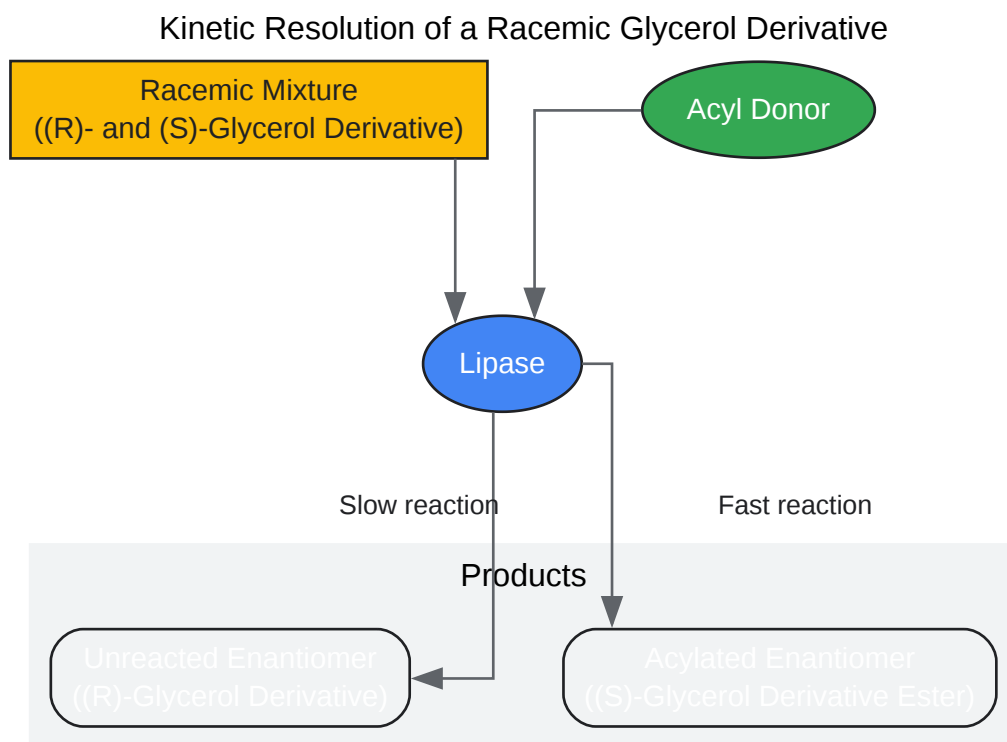 Kinetic Resolution of a Racemic Glycerol Derivative
Racemic Mixture
((R)- and (S)-Glycerol Derivative)
Acyl Donor
Lipase
Slow reaction
Fast reaction
Products
Unreacted Enantiomer
((R)-Glycerol Derivative)
Acylated Enantiomer
((S)-Glycerol Derivative Ester)